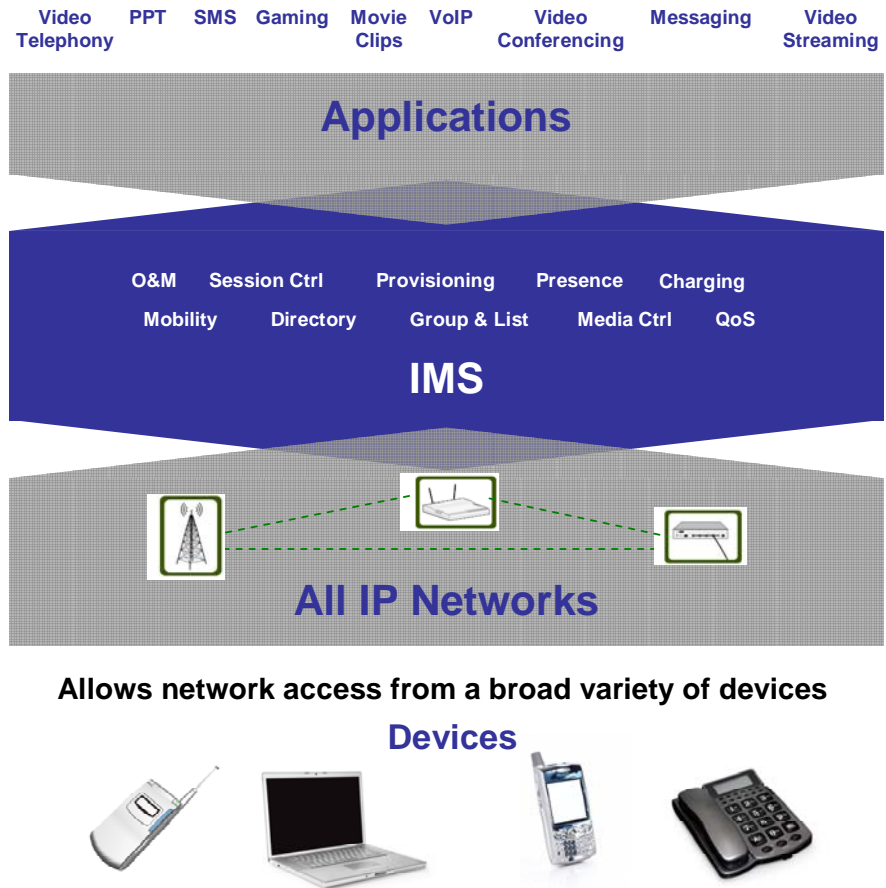 Video Telephony PPT SMS Gaming Movie Clips VoIP Video Conferencing Messaging Video Streaming
Applications
O&M Session Ctrl Provisioning Presence Charging
Mobility Directory Group & List Media Ctrl QoS
IMS
All IP Networks
Allows network access from a broad variety of devices
Devices